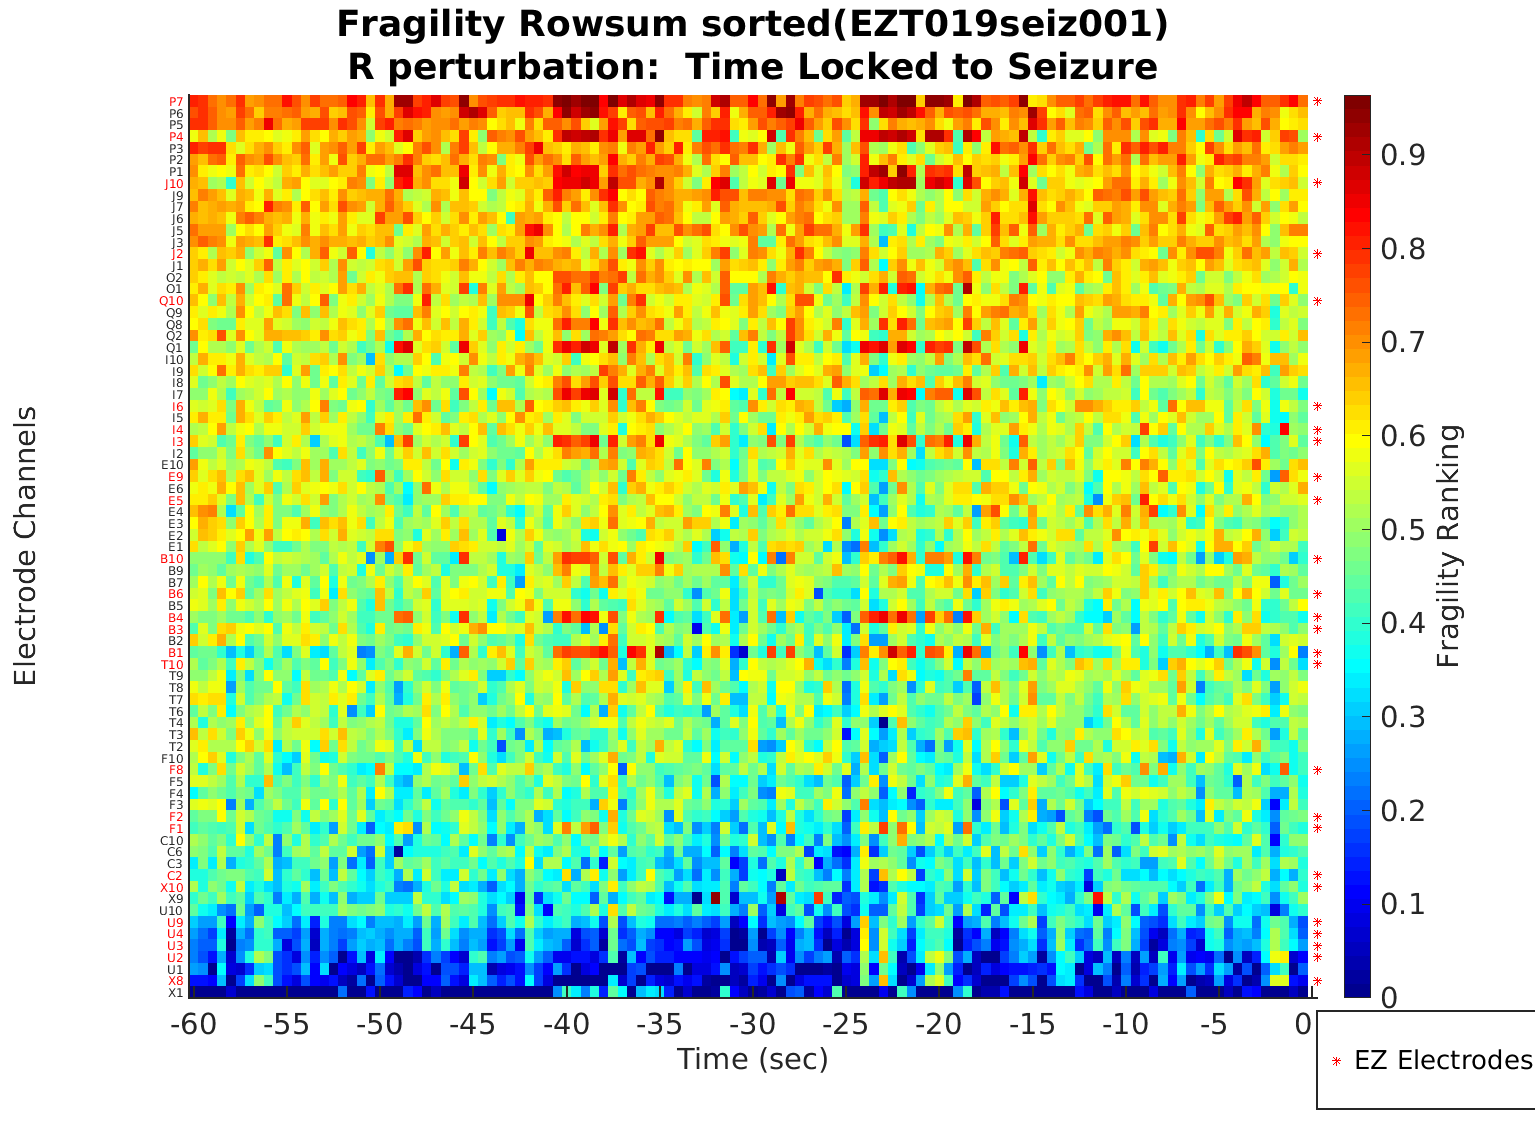 Fragility Rowsum sorted(EZT019seiz001)
R perturbation:  Time Locked to Seizure
Electrode Channels
P7
P6
P5
P4
P3
P2
P1
J10
J9
J7
J6
J5
J3
J2
J1
O2
O1
Q10
Q9
Q8
Q2
Q1
I10
I9
I8
I7
I6
I5
I4
I3
I2
E10
E9
E6
E5
E4
E3
E2
E1
B10
B9
B7
B6
B5
B4
B3
B2
B1
T10
T9
T8
T7
T6
T4
T3
T2
F10
F8
F5
F4
F3
F2
F1
C10
C6
C3
C2
X10
X9
U10
U9
U4
U3
U2
U1
X8
X1
-60 -55 -50 -45 -40 -35 -30 -25 -20 -15 -10 -5 0
Time (sec)
0.9
0.8
0.7
0.6
0.5
0.4
0.3
0.2
0.1
0
Fragility Ranking
EZ Electrodes